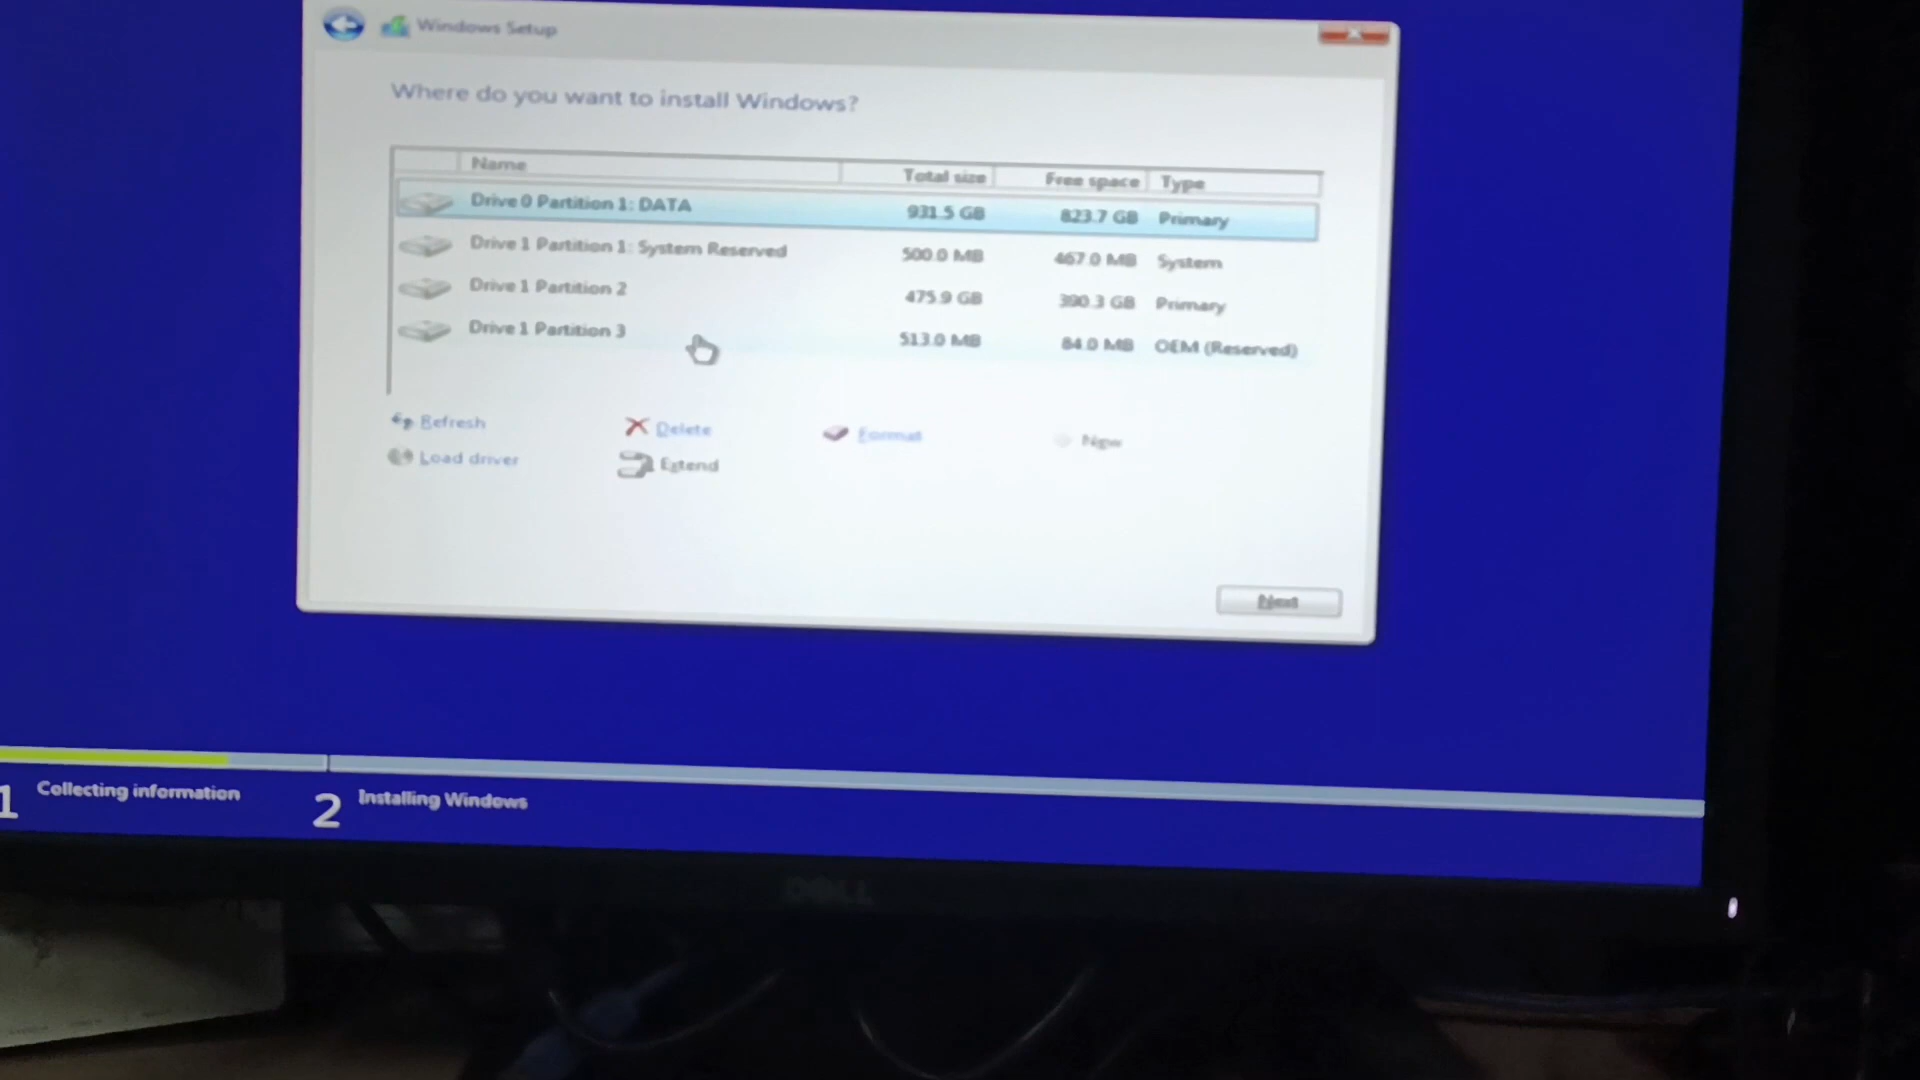 Windows Setup
Where do you want to install Windows?
Name Total size Free space Type
Drive 0 Partition 1: DATA 931.5 GB 823.7 GB Primary
Drive 1 Partition 1: System Reserved 500.0 MB 467.0 MB System
Drive 1 Partition 2 475.9 GB 390.3 GB Primary
Drive 1 Partition 3 513.0 MB 84.0 MB OEM (Reserved)
Refresh Delete Format New
Load driver Extend
Next
1 Collecting information 2 Installing Windows
DELL